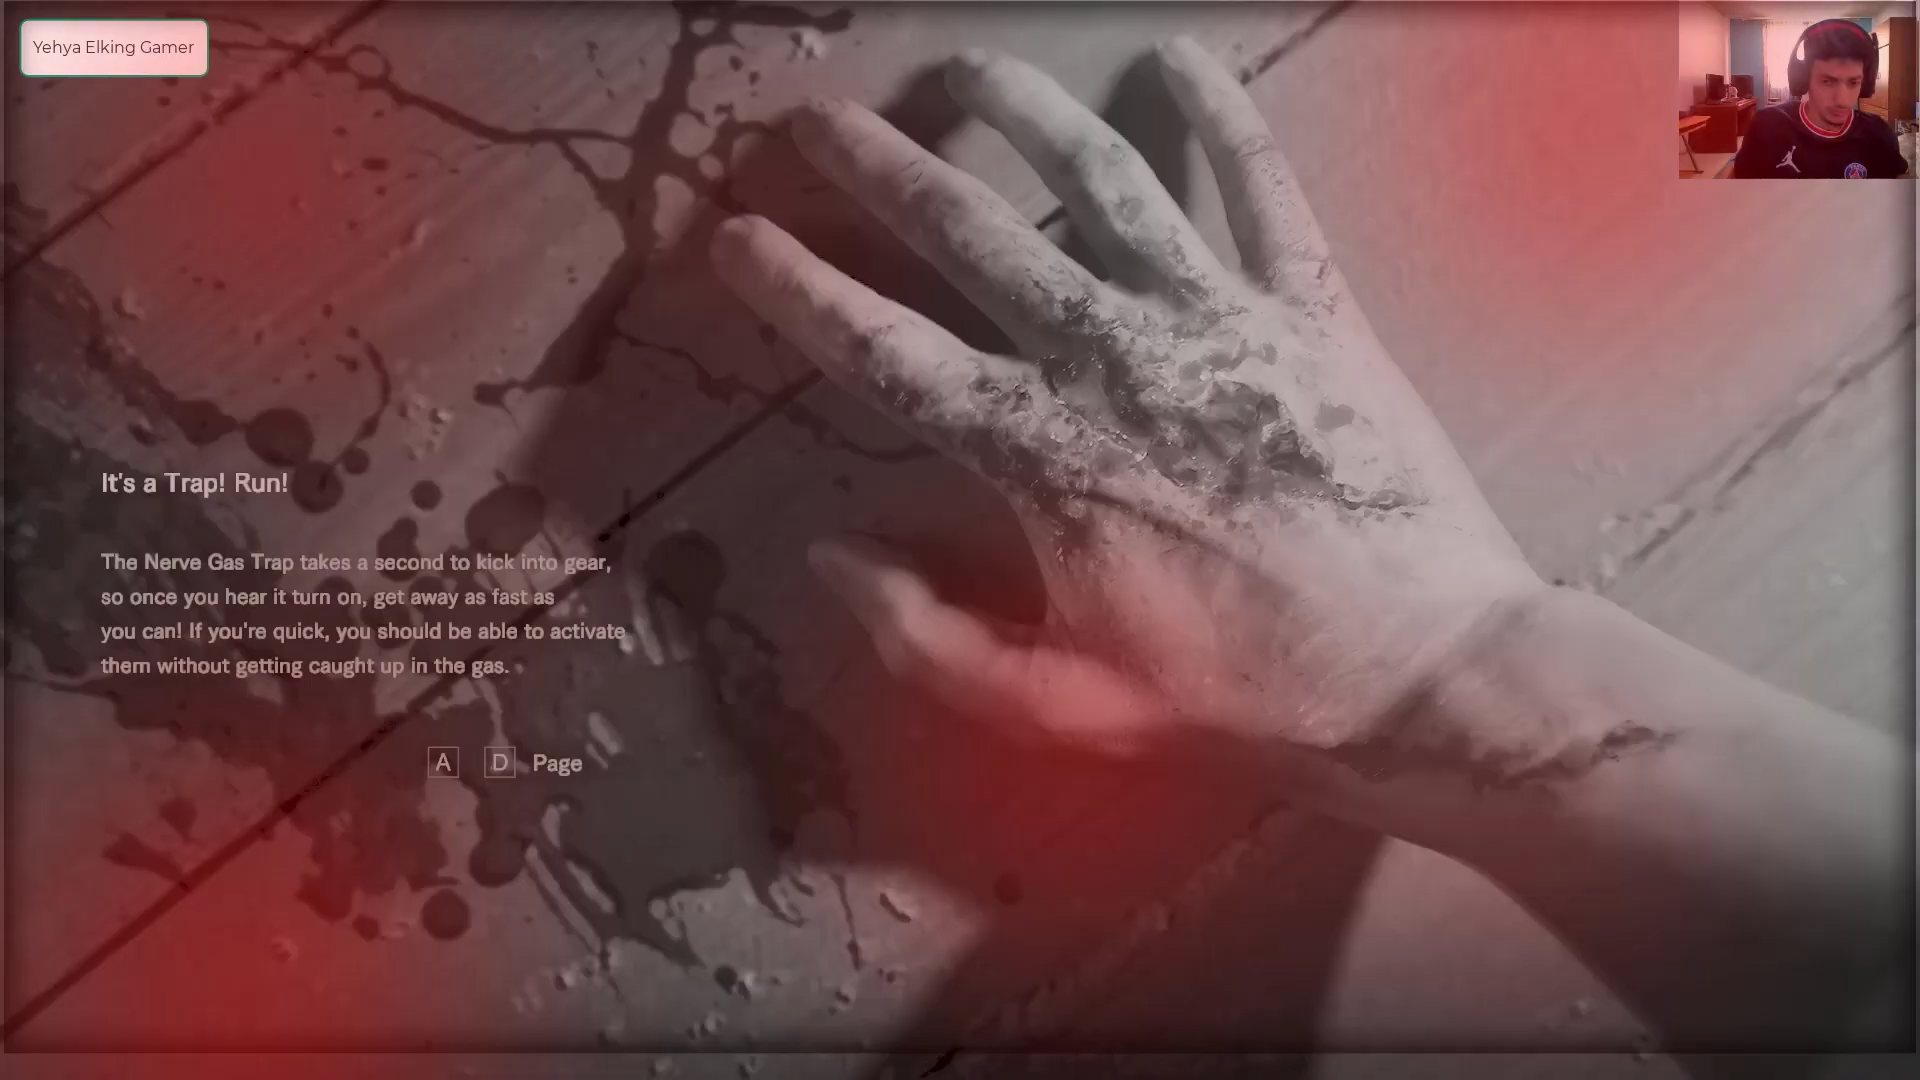 Yehya Elking Gamer
It's a Trap! Run!
The Nerve Gas Trap takes a second to kick into gear,
so once you hear it turn on, get away as fast as
you can! If you're quick, you should be able to activate
them without getting caught up in the gas.
A D Page